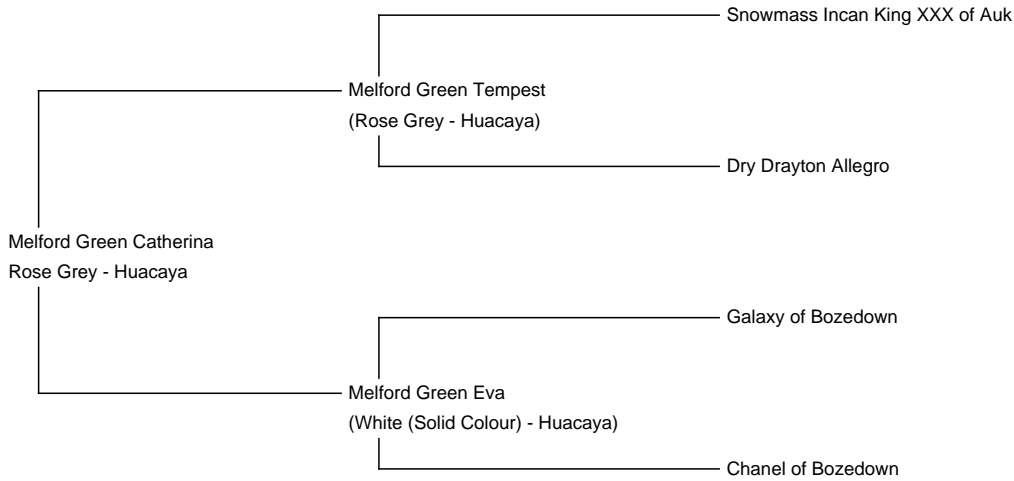 Snowmass Incan King XXX of Auk
Melford Green Tempest
(Rose Grey - Huacaya)
Dry Drayton Allegro
Melford Green Catherina
Rose Grey - Huacaya
Galaxy of Bozedown
Melford Green Eva
(White (Solid Colour) - Huacaya)
Chanel of Bozedown